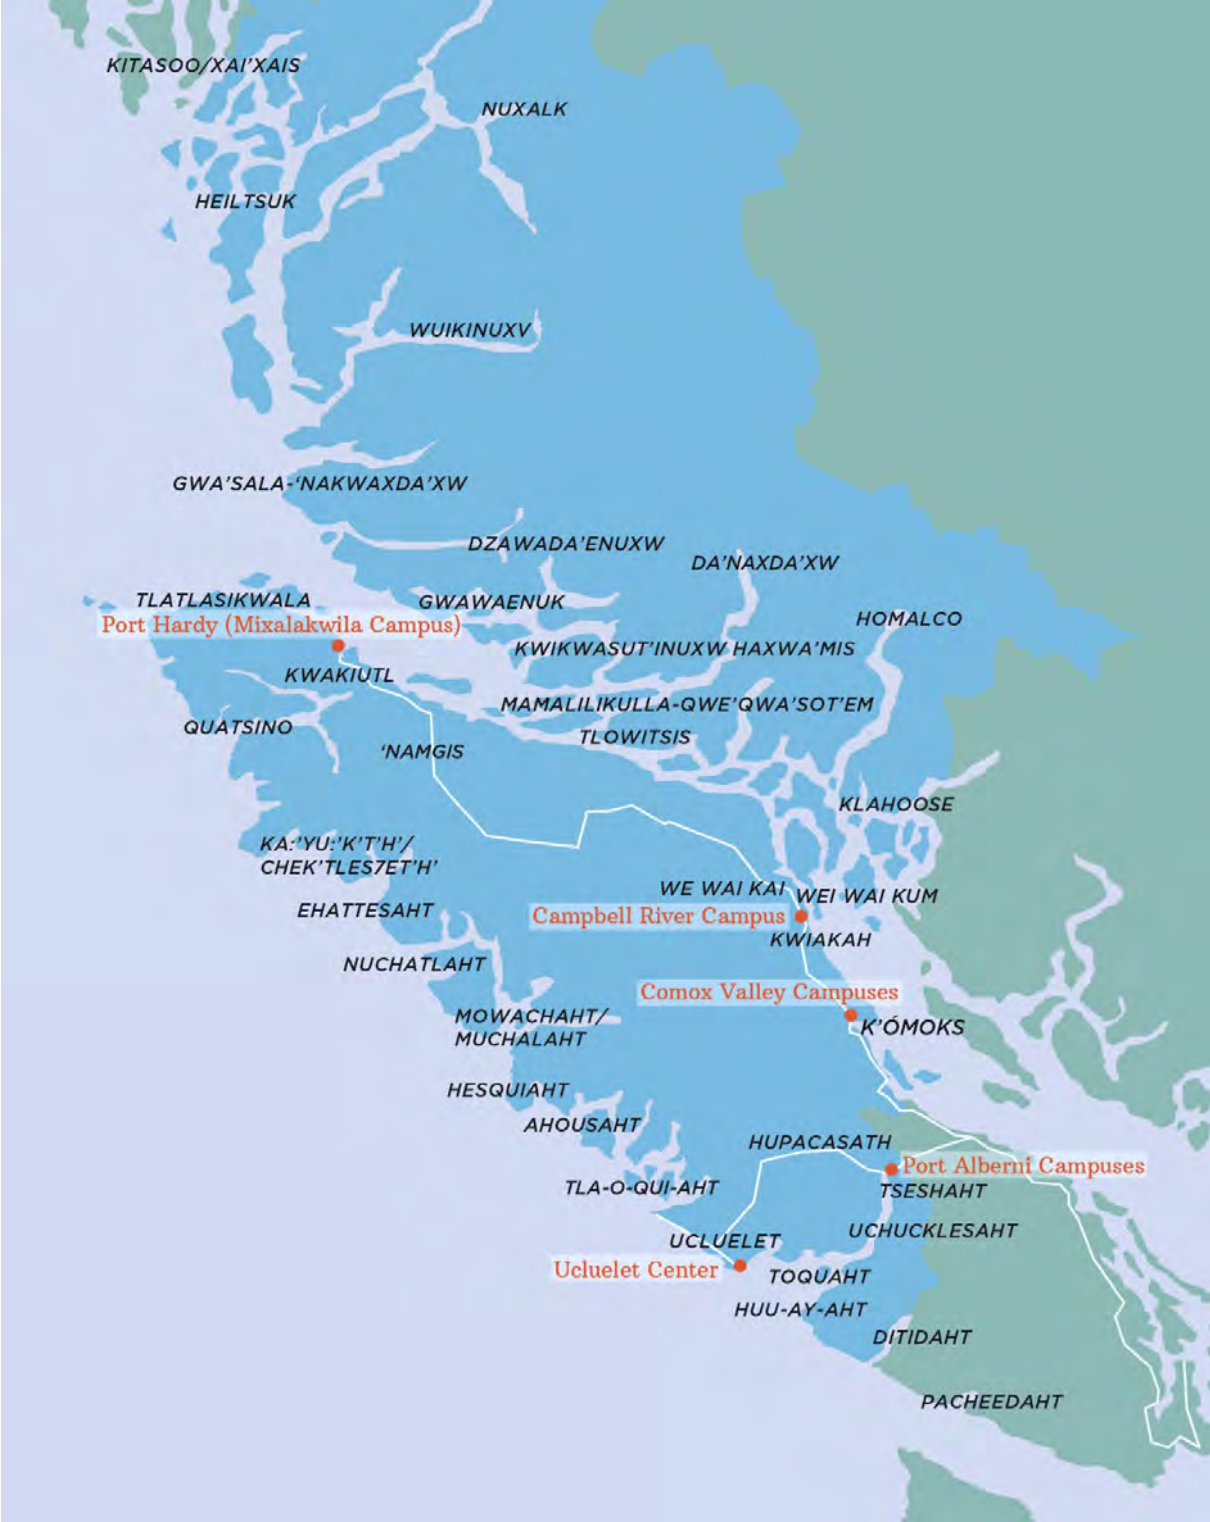 KITASOO/XAI'XAIS
NUXALK
HEILTSUK
WUIKINUXV
GWA'SALA-'NAKWAXDA'XW
DZAWADA'ENUXW
DA'NAXDA'XW
TLATLASIKWALA
GWAWAENUK
HOMALCO
Port Hardy (Mixalakwila Campus)
KWIKWASUT'INUXW HAXWA'MIS
KWAKIUTL
MAMALILIKULLA-QWE'QWA'SOT'EM
QUATSINO
TLOWITSIS
'NAMGIS
KLAHOOSE
KA:'YU:'K'T'H'/
CHEK'TLES7ET'H'
WE WAI KAI
WEI WAI KUM
EHATTESAHT
Campbell River Campus
KWIAKAH
NUCHATLAHT
Comox Valley Campuses
MOWACHAHT/
MUCHALAHT
K'ÓMOKS
HESQUIAHT
AHOUSAHT
HUPACASATH
Port Alberni Campuses
TLA-O-QUI-AHT
TSESHAHT
UCHUCKLESAHT
UCLUELET
Ucluelet Center
TOQUAHT
HUU-AY-AHT
DITIDAHT
PACHEEDAHT